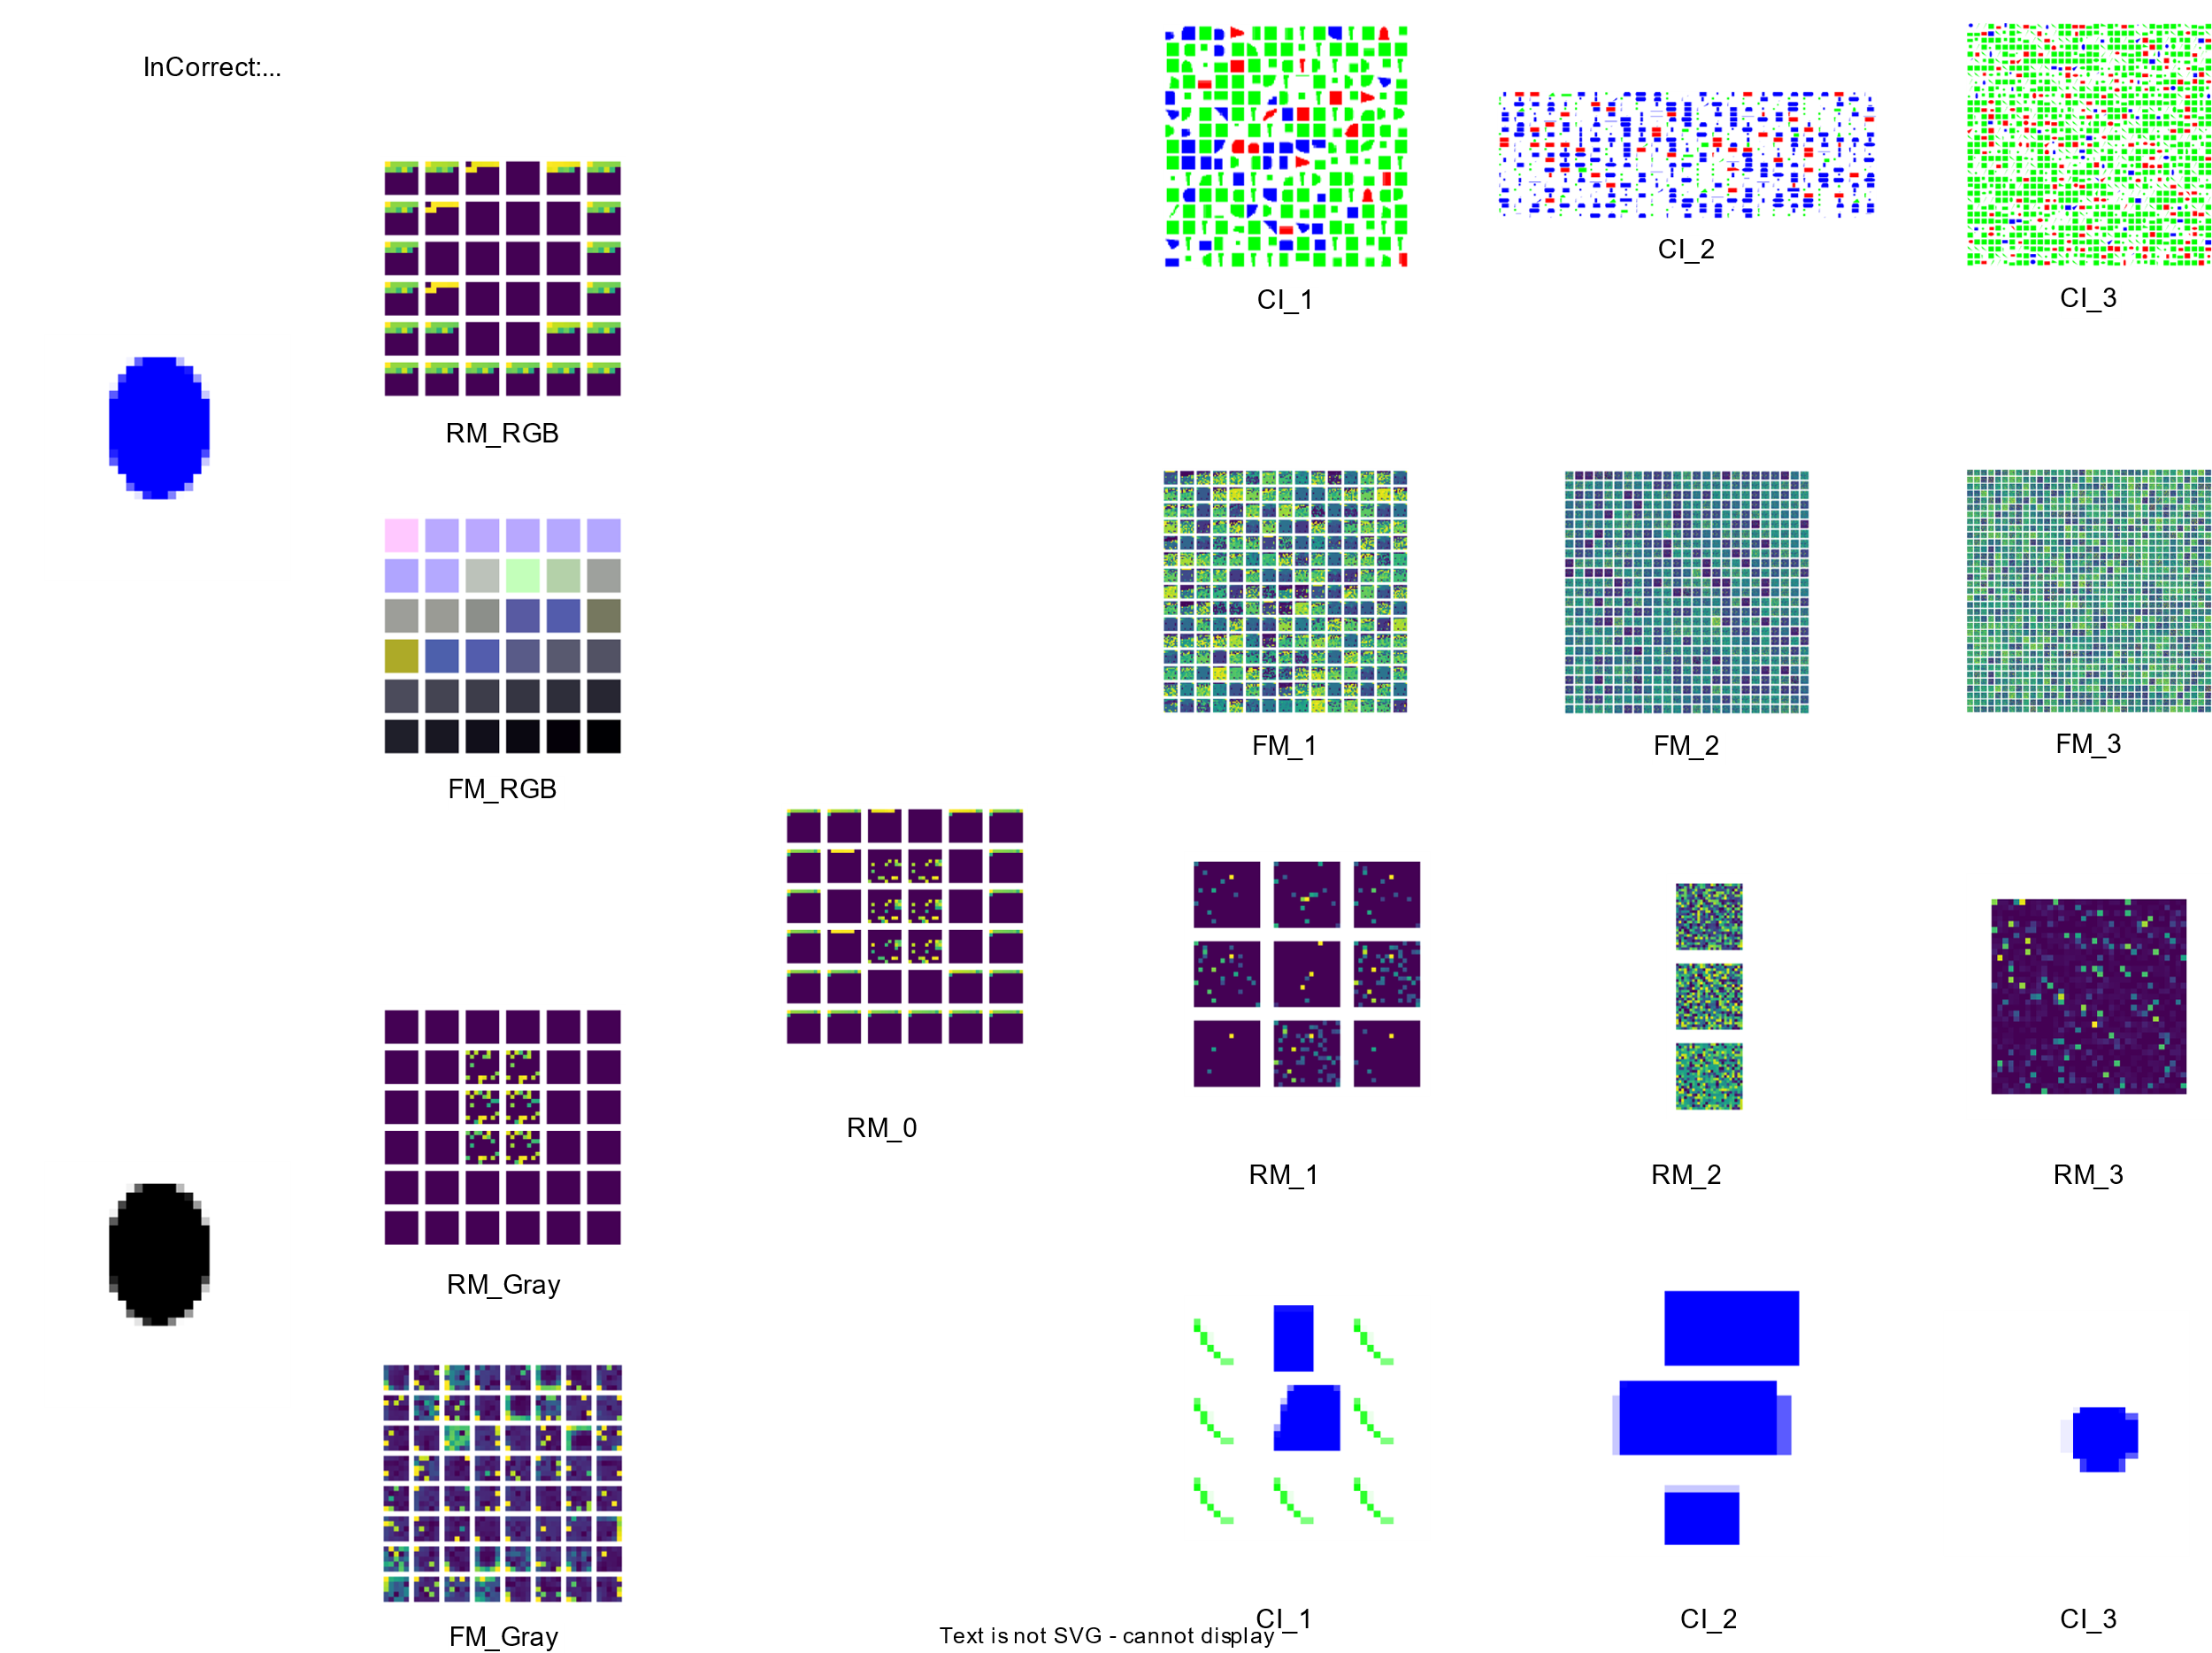 InCorrect:...
CI_1
CI_2
CI_3
RM_RGB
FM_RGB
FM_1
FM_2
FM_3
RM_0
RM_1
RM_2
RM_3
RM_Gray
FM_Gray
CI_1
CI_2
CI_3
Text is not SVG - cannot display